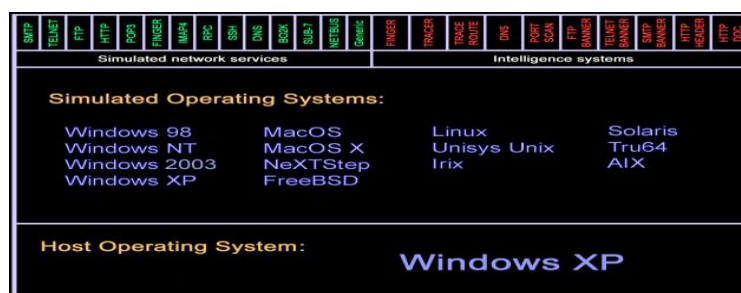 SMTP TELNET FTP HTTP POP3 FINGER IMAP4 RPC SSH DNS BO2K SUB-7 NETBUS Generic FINGER TRACER TRACE ROUTE DNS PORT SCAN FTP BANNER TELNET BANNER SMTP BANNER HTTP HEADER HTTP DOC
Simulated network services Intelligence systems
Simulated Operating Systems:
Windows 98 MacOS Linux Solaris
Windows NT MacOS X Unisys Unix Tru64
Windows 2003 NeXTStep Irix AIX
Windows XP FreeBSD
Host Operating System:
Windows XP